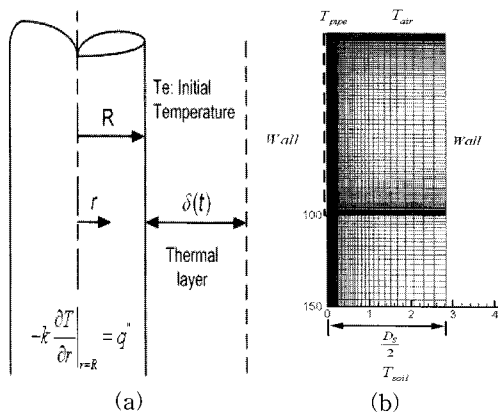 Te: Initial
Temperature
R
r
δ(t)
Thermal
layer
-k ∂T/∂r |r=R = q"
(a)
T_pipe T_air
Wall
Wall
100
150
0 1 2 3 4
D_s/2
T_soil
(b)